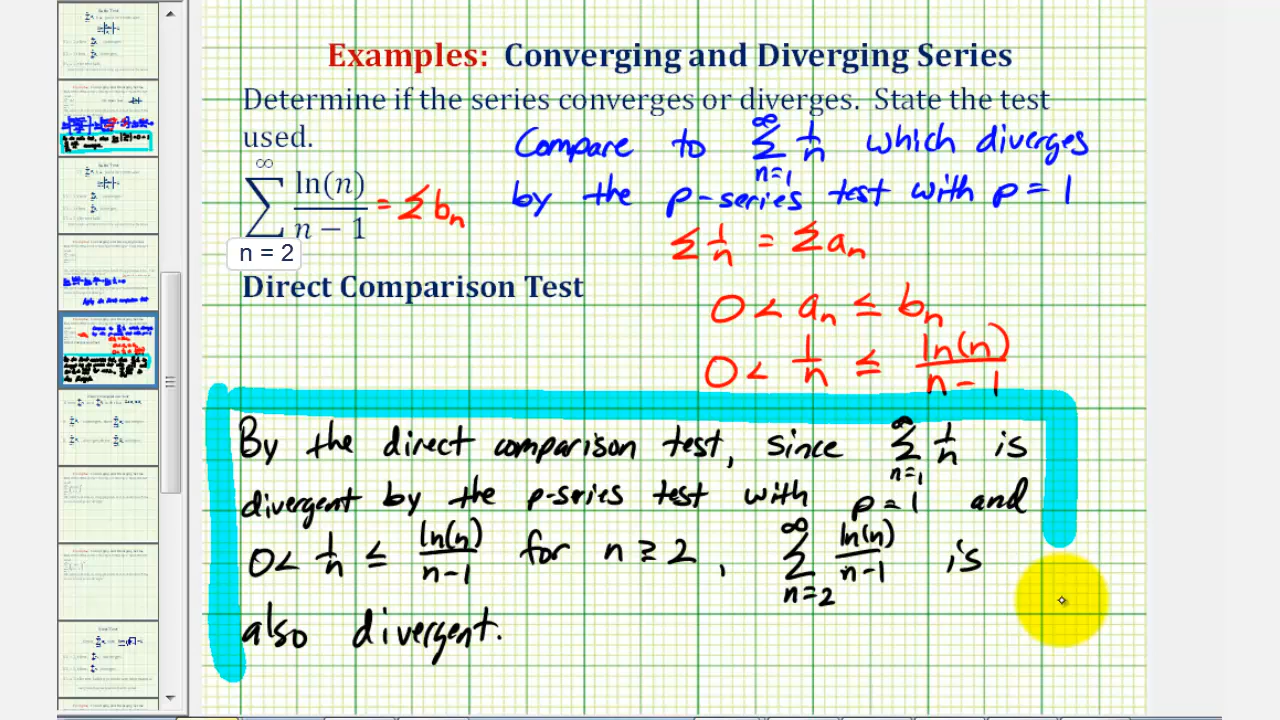 Examples: Converging and Diverging Series
Determine if the series converges or diverges. State the test
used.
∑ ln(n)/(n − 1) = ∑ bₙ
∞
n = 2
Compare to ∑ 1/n which diverges
∞
n=1
by the p-series test with p = 1
∑ 1/n = ∑ aₙ
Direct Comparison Test
0 < aₙ ≤ bₙ
0 < 1/n ≤ ln(n)/(n-1)
By the direct comparison test, since ∑ 1/n is
∞
n=1
divergent by the p-series test with p = 1 and
0 < 1/n ≤ ln(n)/(n-1) for n ≥ 2, ∑ ln(n)/(n-1) is
∞
n=2
also divergent.